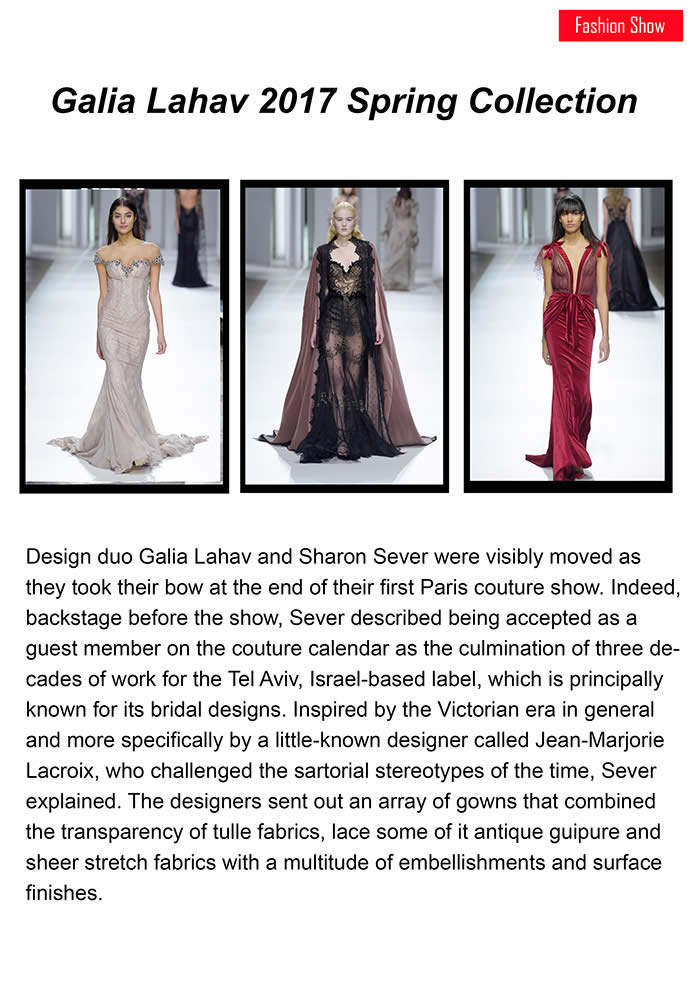 Fashion Show
Galia Lahav 2017 Spring Collection
Design duo Galia Lahav and Sharon Sever were visibly moved as
they took their bow at the end of their first Paris couture show. Indeed,
backstage before the show, Sever described being accepted as a
guest member on the couture calendar as the culmination of three de-
cades of work for the Tel Aviv, Israel-based label, which is principally
known for its bridal designs. Inspired by the Victorian era in general
and more specifically by a little-known designer called Jean-Marjorie
Lacroix, who challenged the sartorial stereotypes of the time, Sever
explained. The designers sent out an array of gowns that combined
the transparency of tulle fabrics, lace some of it antique guipure and
sheer stretch fabrics with a multitude of embellishments and surface
finishes.